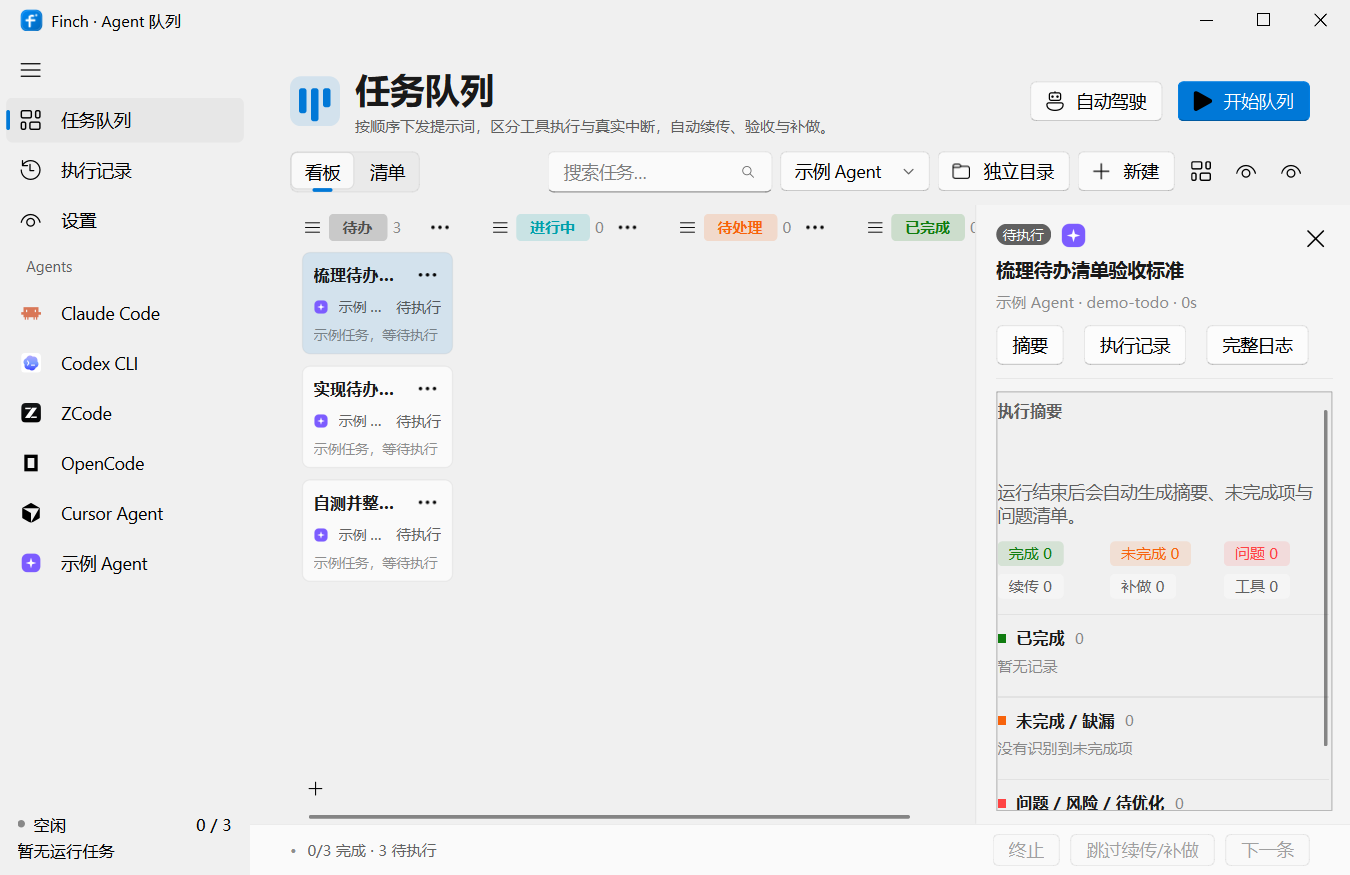 Finch · Agent 队列
任务队列
执行记录
设置
Agents
Claude Code
Codex CLI
ZCode
OpenCode
Cursor Agent
示例 Agent
空闲 0 / 3
暂无运行任务
任务队列
按顺序下发提示词，区分工具执行与真实中断，自动续传、验收与补做。
自动驾驶
开始队列
看板 清单
搜索任务...
示例 Agent
独立目录
新建
待办 3
进行中 0
待处理 0
已完成 0
梳理待办...
示例 ... 待执行
示例任务，等待执行
实现待办...
示例 ... 待执行
示例任务，等待执行
自测并整...
示例 ... 待执行
示例任务，等待执行
0/3 完成 · 3 待执行
待执行
梳理待办清单验收标准
示例 Agent · demo-todo · 0s
摘要 执行记录 完整日志
执行摘要
运行结束后会自动生成摘要、未完成项与
问题清单。
完成 0 未完成 0 问题 0
续传 0 补做 0 工具 0
已完成 0
暂无记录
未完成 / 缺漏 0
没有识别到未完成项
问题 / 风险 / 待优化 0
终止 跳过续传/补做 下一条